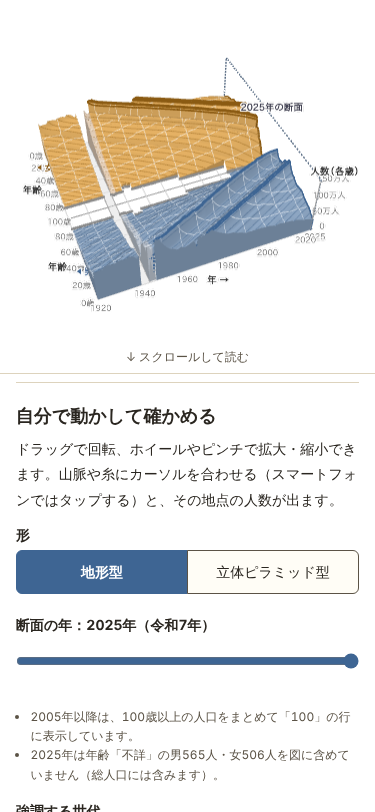 2025年の断面
人数(各歳)
150万人
100万人
50万人
0
0歳
40歳
年齢
60歳
80歳
100歳
80歳
60歳
年齢
20歳
0歳
1920
1940
1960
1980
2000
2020
2025
年 →
↓ スクロールして読む
自分で動かして確かめる
ドラッグで回転、ホイールやピンチで拡大・縮小でき
ます。山脈や糸にカーソルを合わせる（スマートフォ
ンではタップする）と、その地点の人数が出ます。
形
地形型
立体ピラミッド型
断面の年：2025年（令和7年）
• 2005年以降は、100歳以上の人口をまとめて「100」の行
に表示しています。
• 2025年は年齢「不詳」の男565人・女506人を図に含めて
いません（総人口には含みます）。
強調する世代